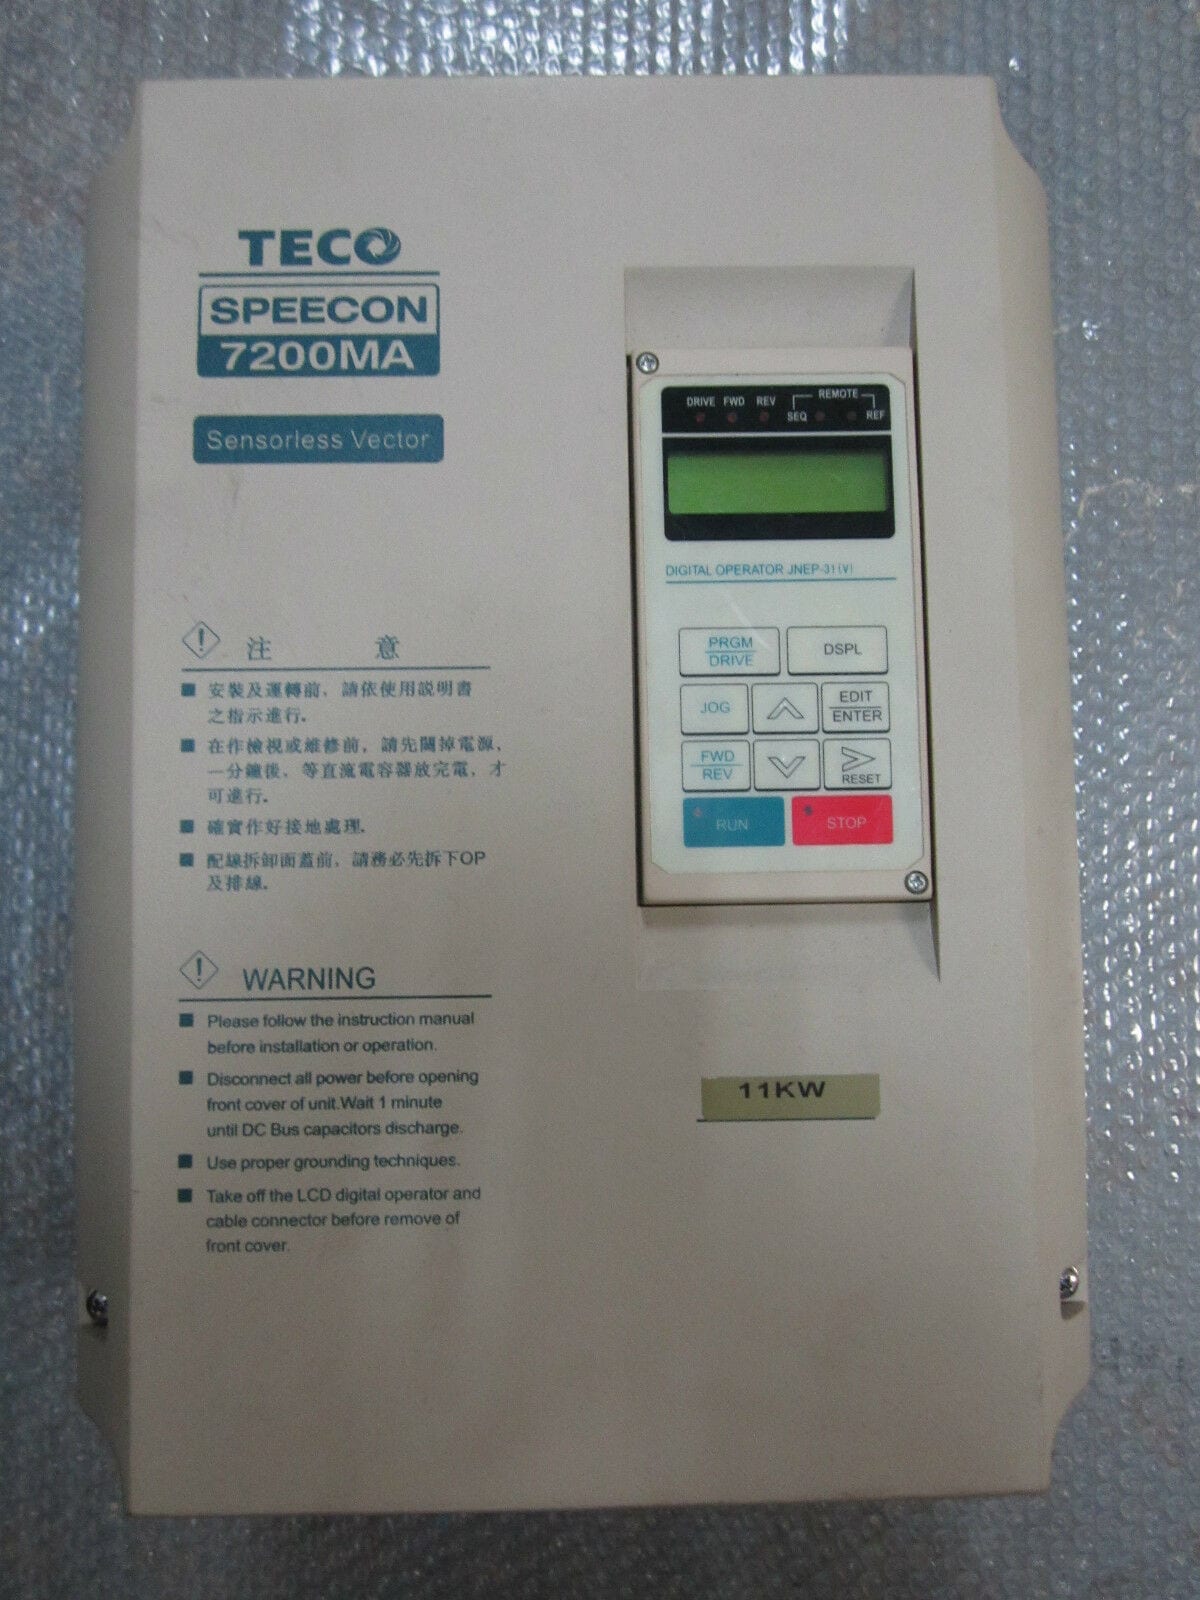 TECO
SPEECON
7200MA
Sensorless Vector
注 意
安裝及運轉前，請依使用說明書
之指示進行.
在作檢視或維修前，請先關掉電源，
一分鐘後，等直流電容器放完電，才
可進行.
確實作好接地處理.
配線拆卸面蓋前，請務必先拆下OP
及排線.
WARNING
Please follow the instruction manual
before installation or operation.
Disconnect all power before opening
front cover of unit.Wait 1 minute
until DC Bus capacitors discharge.
Use proper grounding techniques.
Take off the LCD digital operator and
cable connector before remove of
front cover.
DRIVE FWD REV REMOTE
SEQ REF
DIGITAL OPERATOR JNEP-31(V)
PRGM
DRIVE
DSPL
JOG
EDIT
ENTER
FWD
REV
RESET
RUN
STOP
11KW